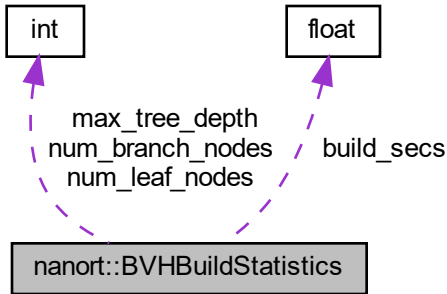 int
float
max_tree_depth
num_branch_nodes
num_leaf_nodes
build_secs
nanort::BVHBuildStatistics